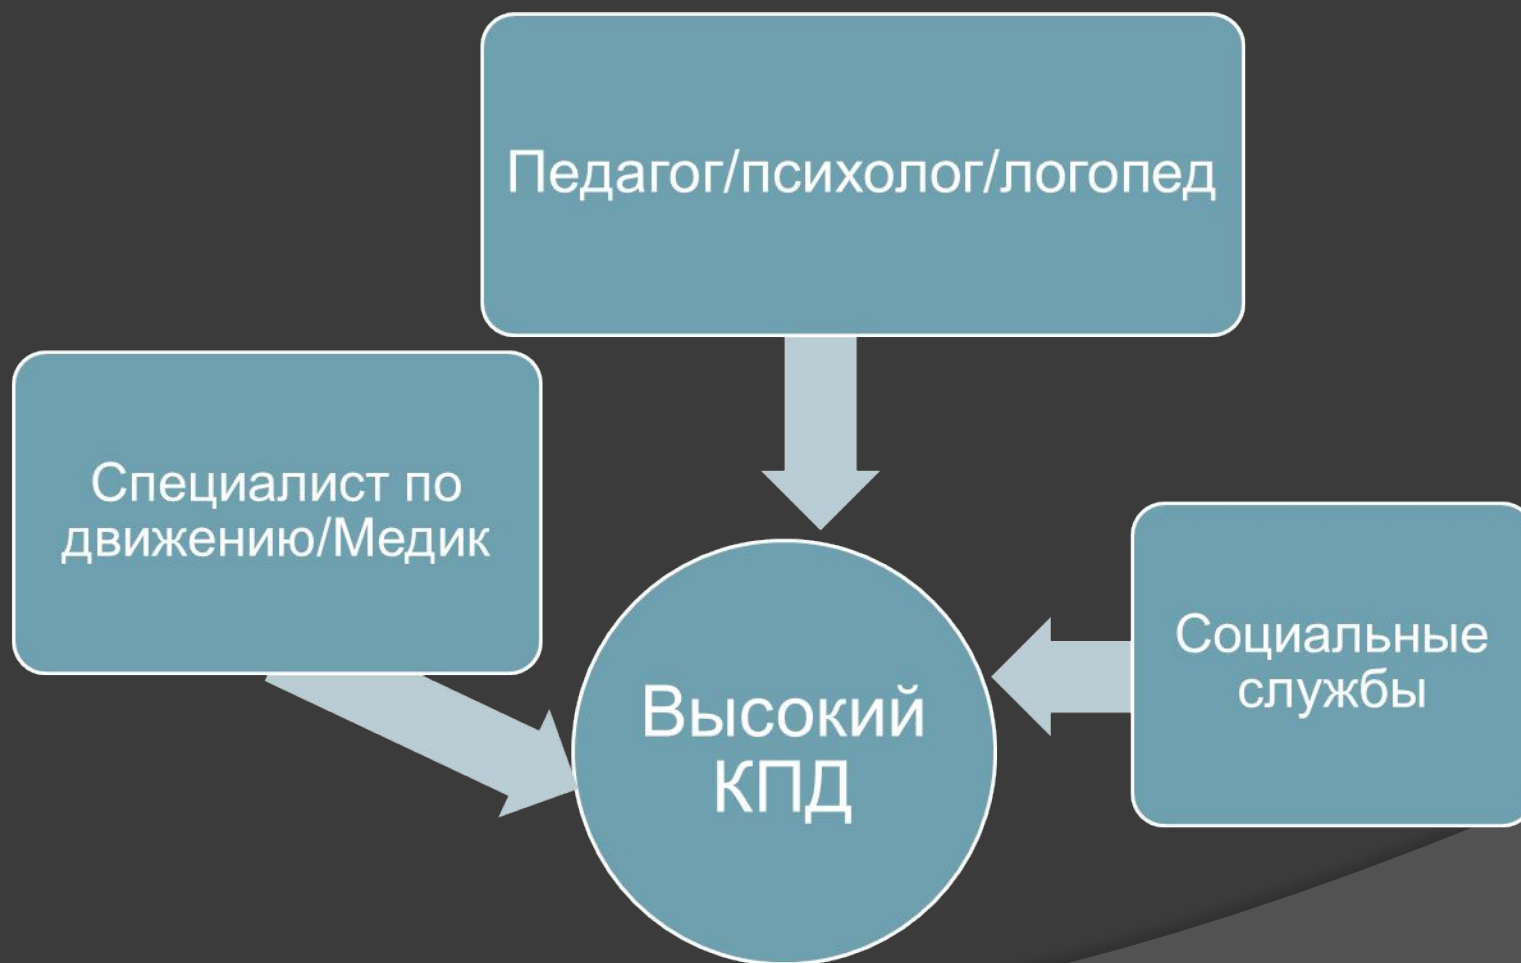 Педагог/психолог/логопед
Специалист по
движению/Медик
Социальные
службы
Высокий
КПД